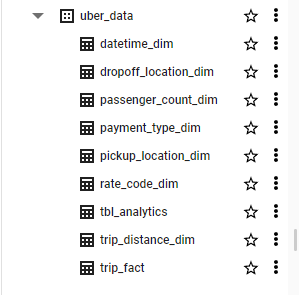 uber_data
datetime_dim
dropoff_location_dim
passenger_count_dim
payment_type_dim
pickup_location_dim
rate_code_dim
tbl_analytics
trip_distance_dim
trip_fact